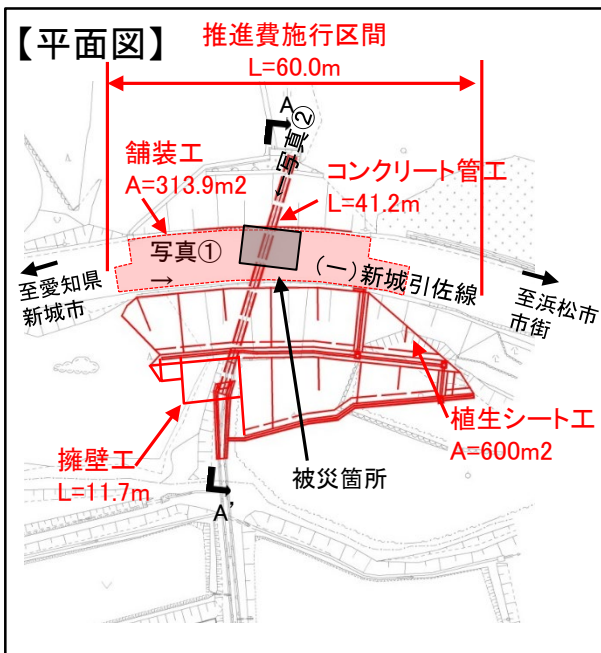 【平面図】
推進費施行区間
L=60.0m
A
写真②
←
舗装工
A=313.9m2
コンクリート管工
L=41.2m
写真①
→
(一)新城引佐線
至愛知県
新城市
至浜松市
市街
植生シート工
A=600m2
擁壁工
L=11.7m
被災箇所
A'